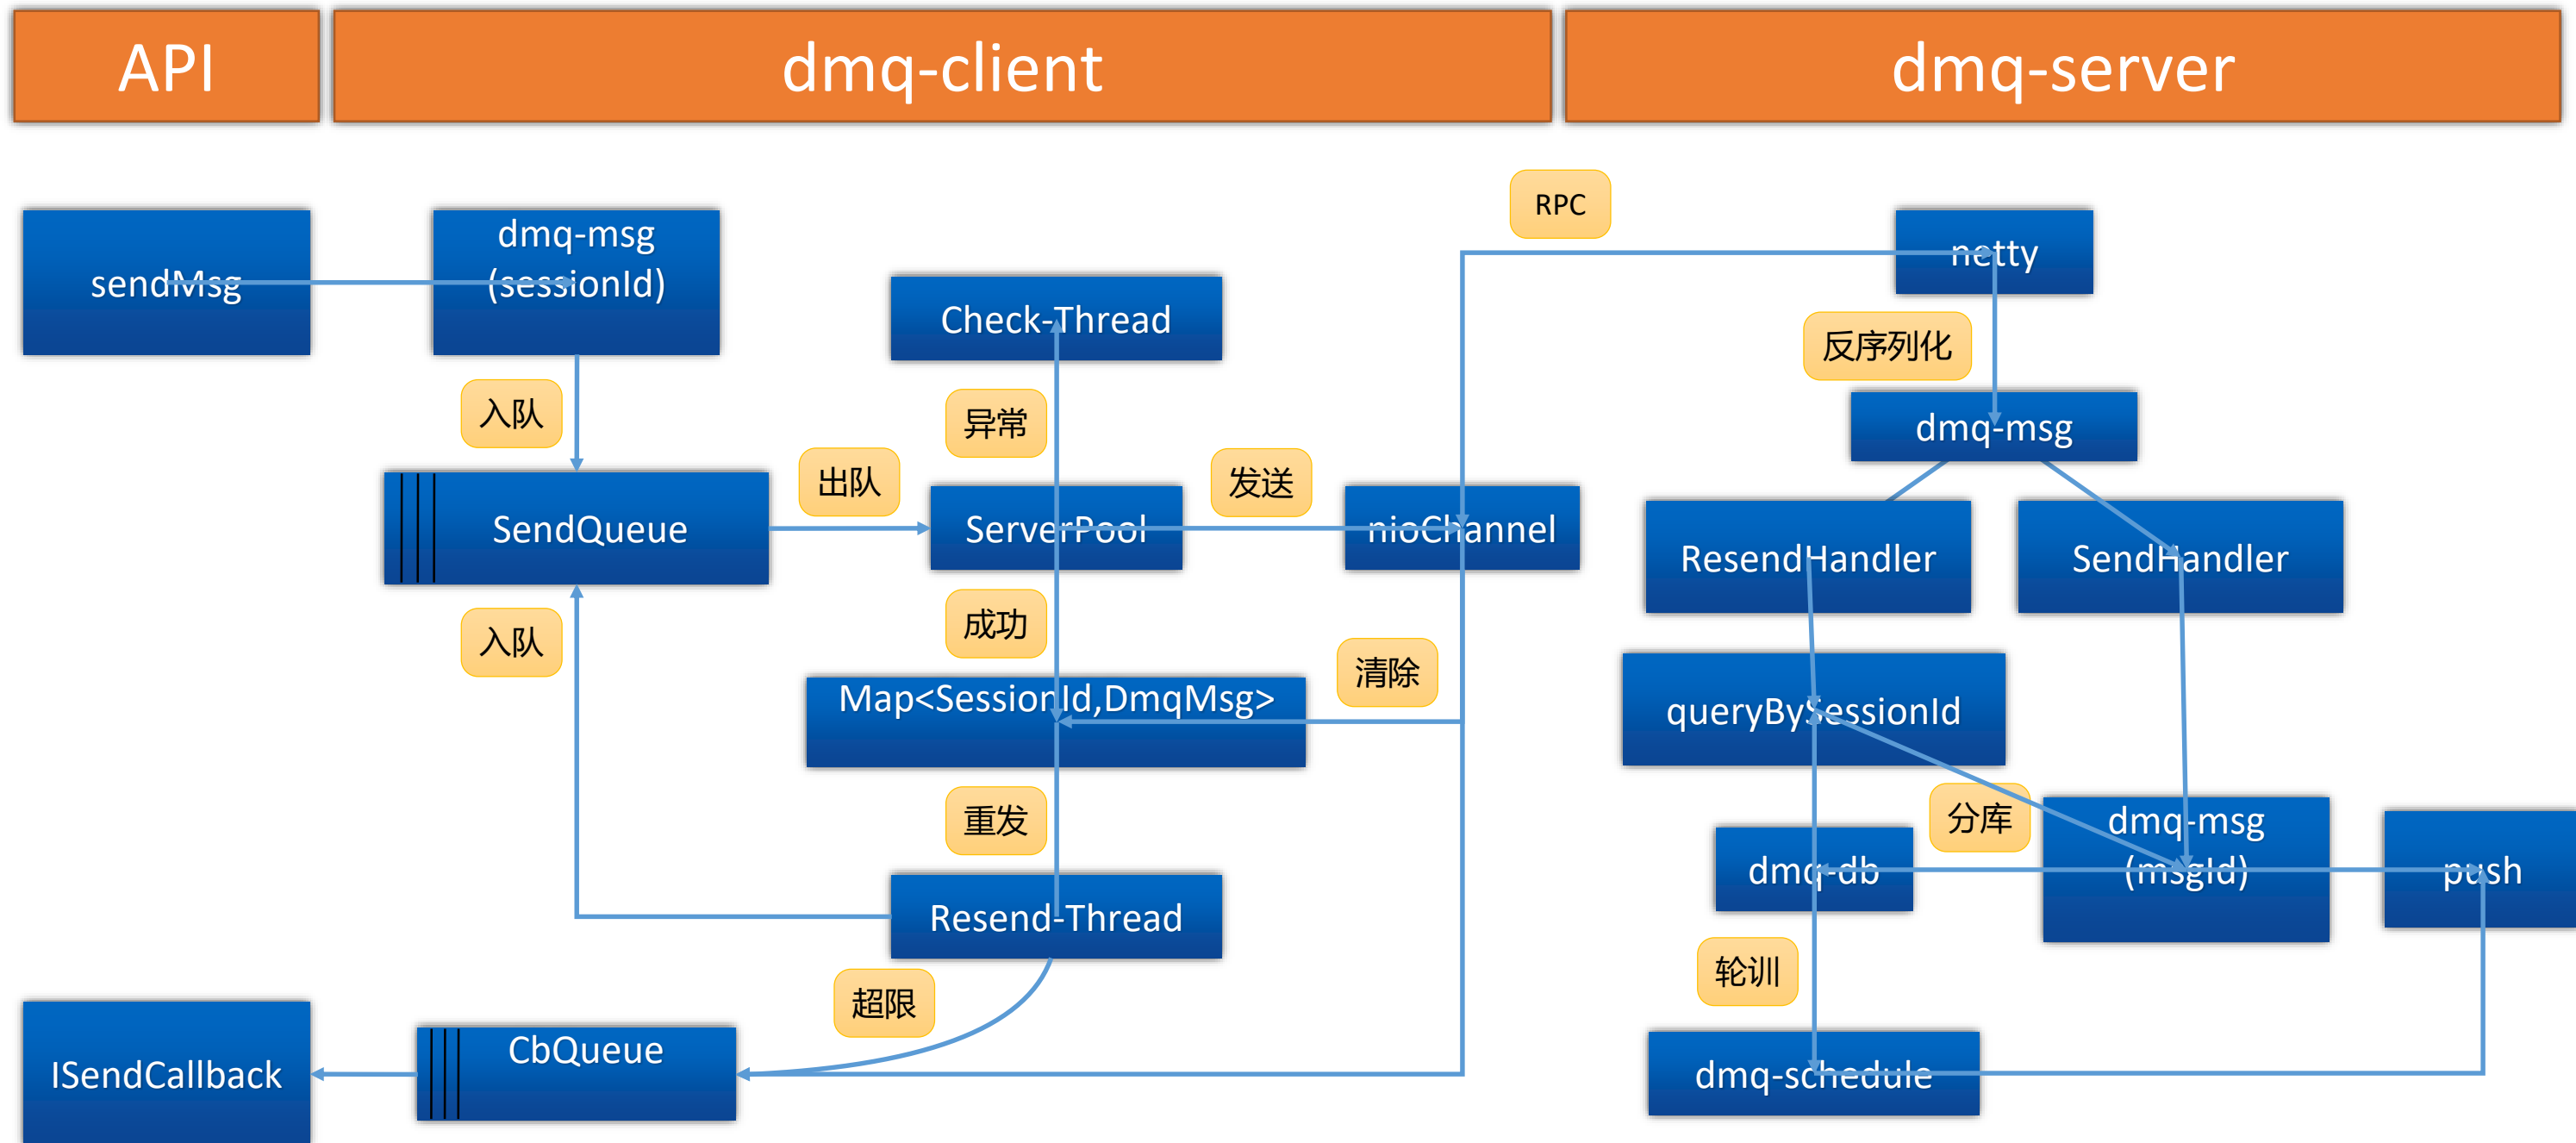 API
dmq-client
dmq-server
RPC
sendMsg
dmq-msg
(sessionId)
netty
Check-Thread
反序列化
入队
异常
dmq-msg
出队
发送
SendQueue
ServerPool
nioChannel
ResendHandler
SendHandler
入队
成功
清除
Map<SessionId,DmqMsg>
queryBySessionId
重发
分库
dmq-msg
(msgId)
dmq-db
push
Resend-Thread
轮训
超限
ISendCallback
CbQueue
dmq-schedule